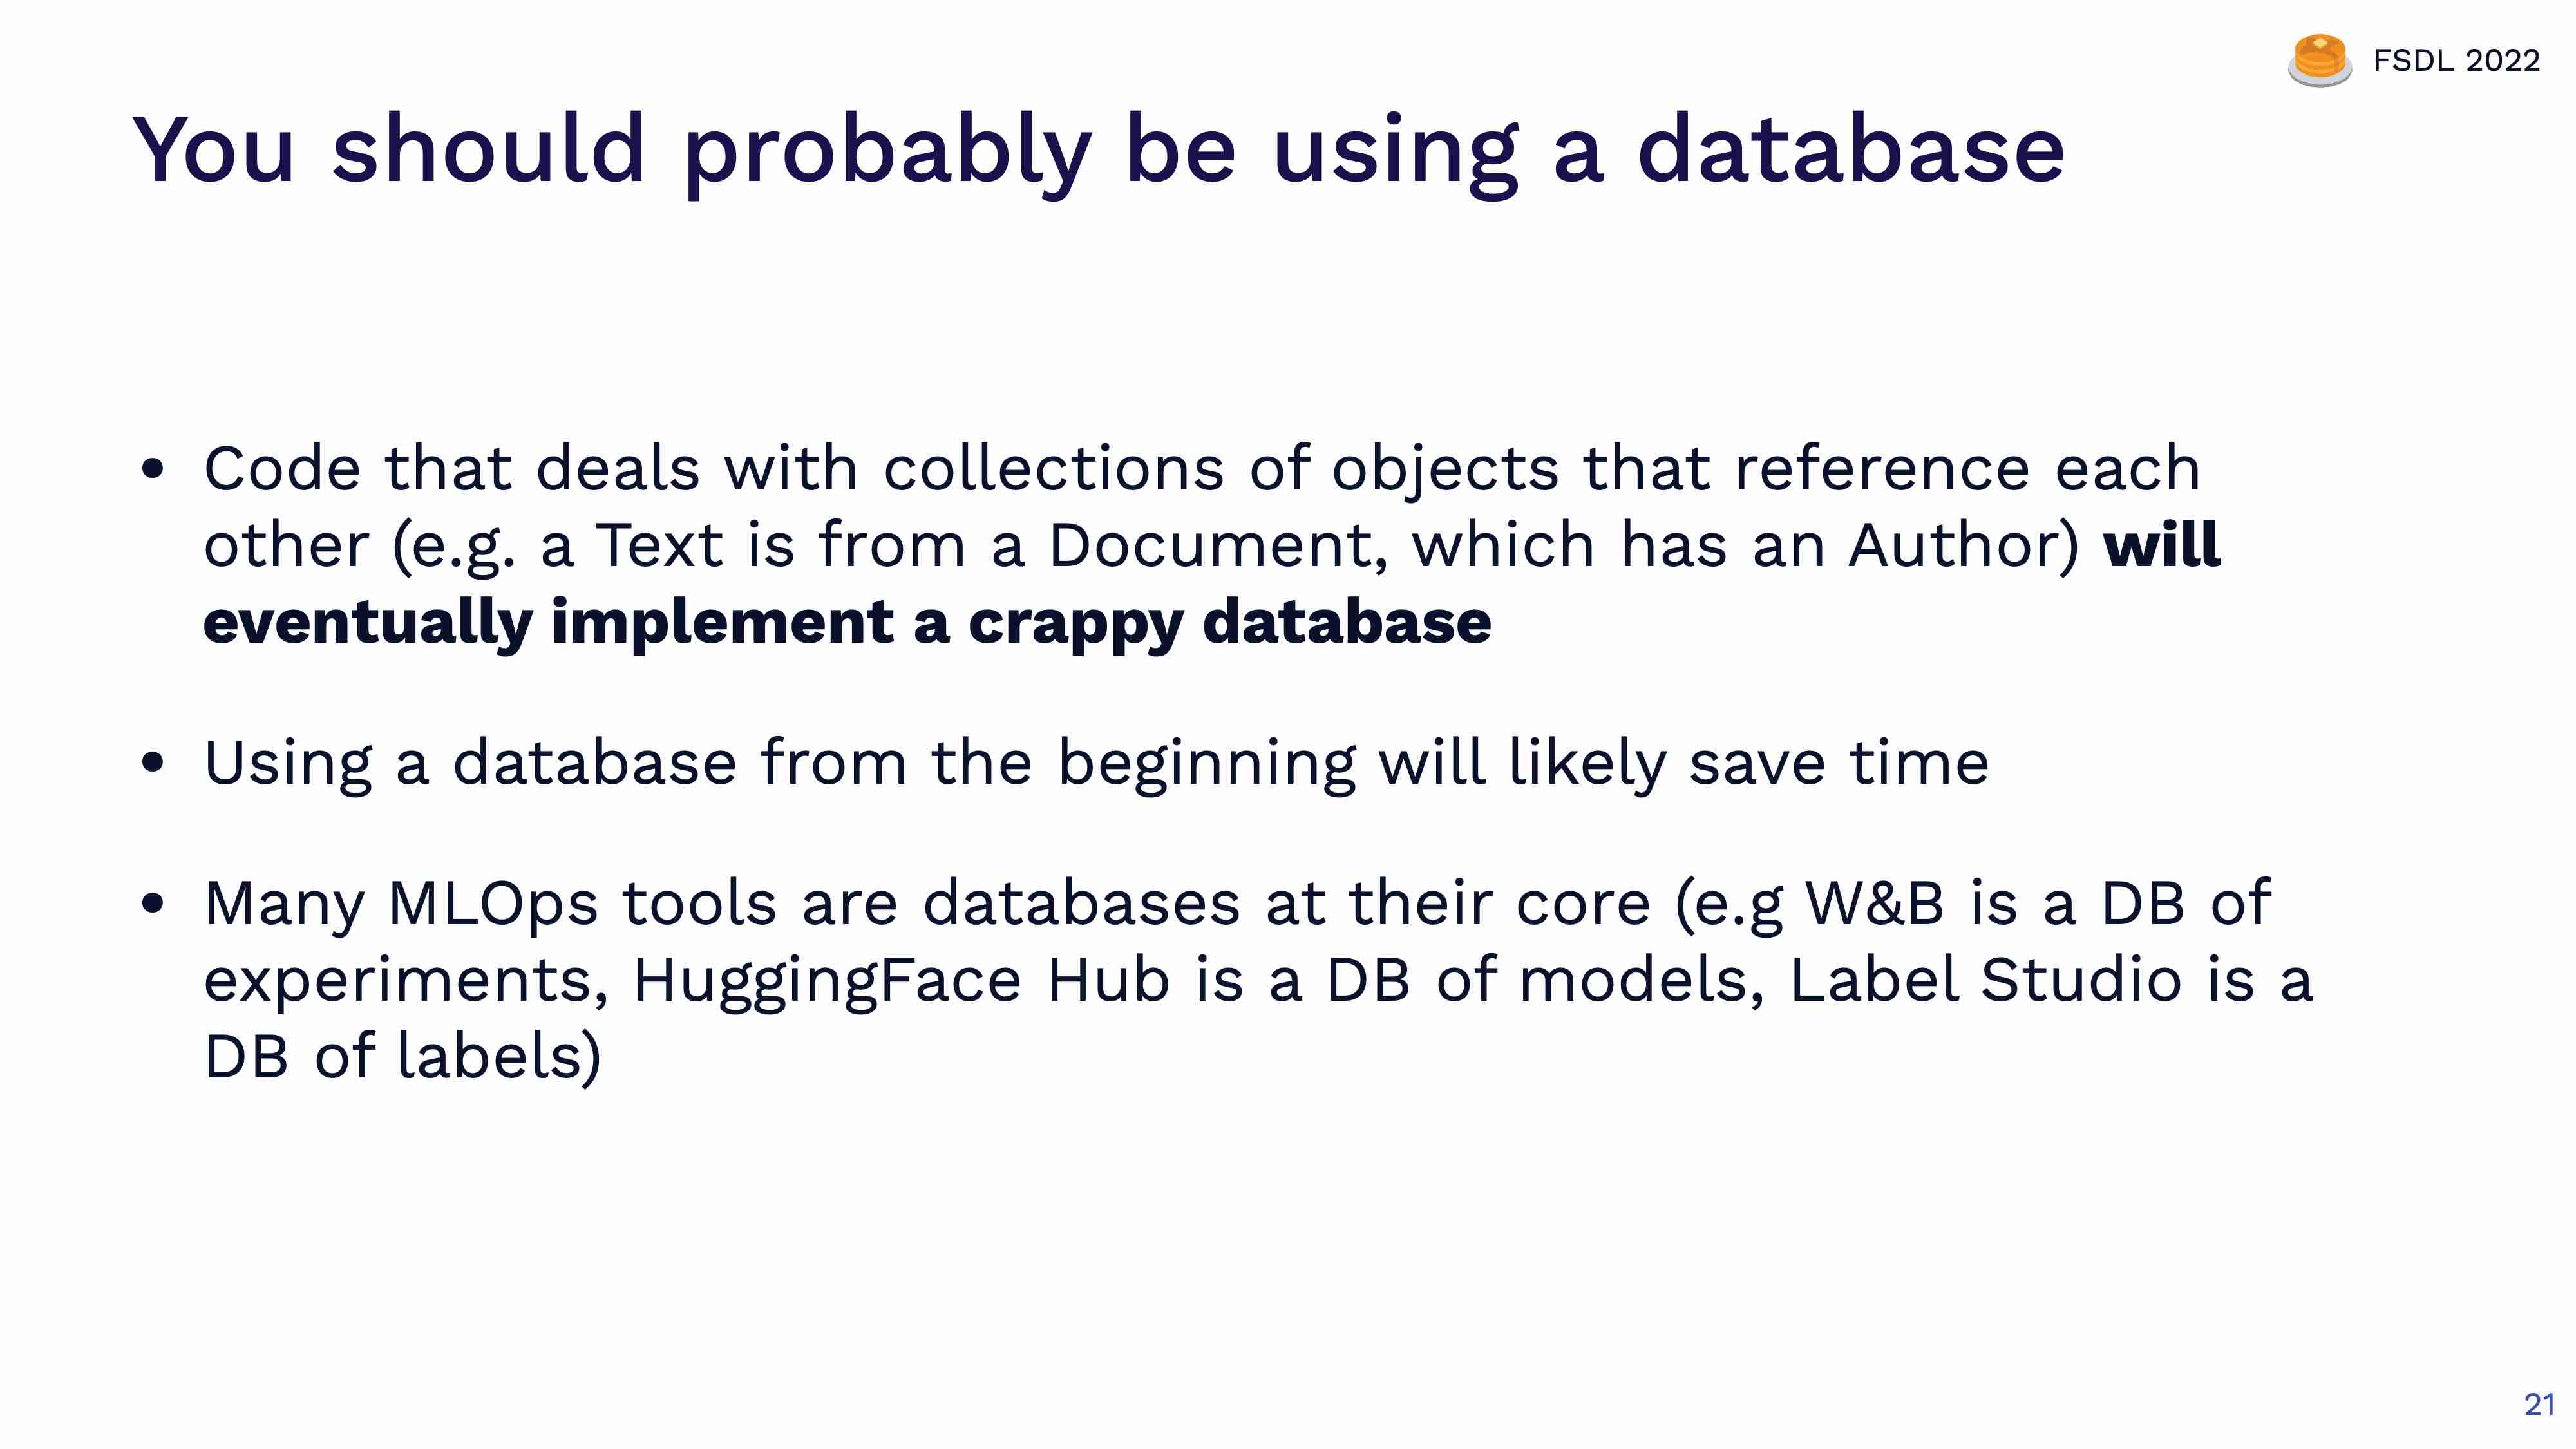 FSDL 2022
You should probably be using a database
• Code that deals with collections of objects that reference each
other (e.g. a Text is from a Document, which has an Author) will
eventually implement a crappy database
• Using a database from the beginning will likely save time
• Many MLOps tools are databases at their core (e.g W&B is a DB of
experiments, HuggingFace Hub is a DB of models, Label Studio is a
DB of labels)
21